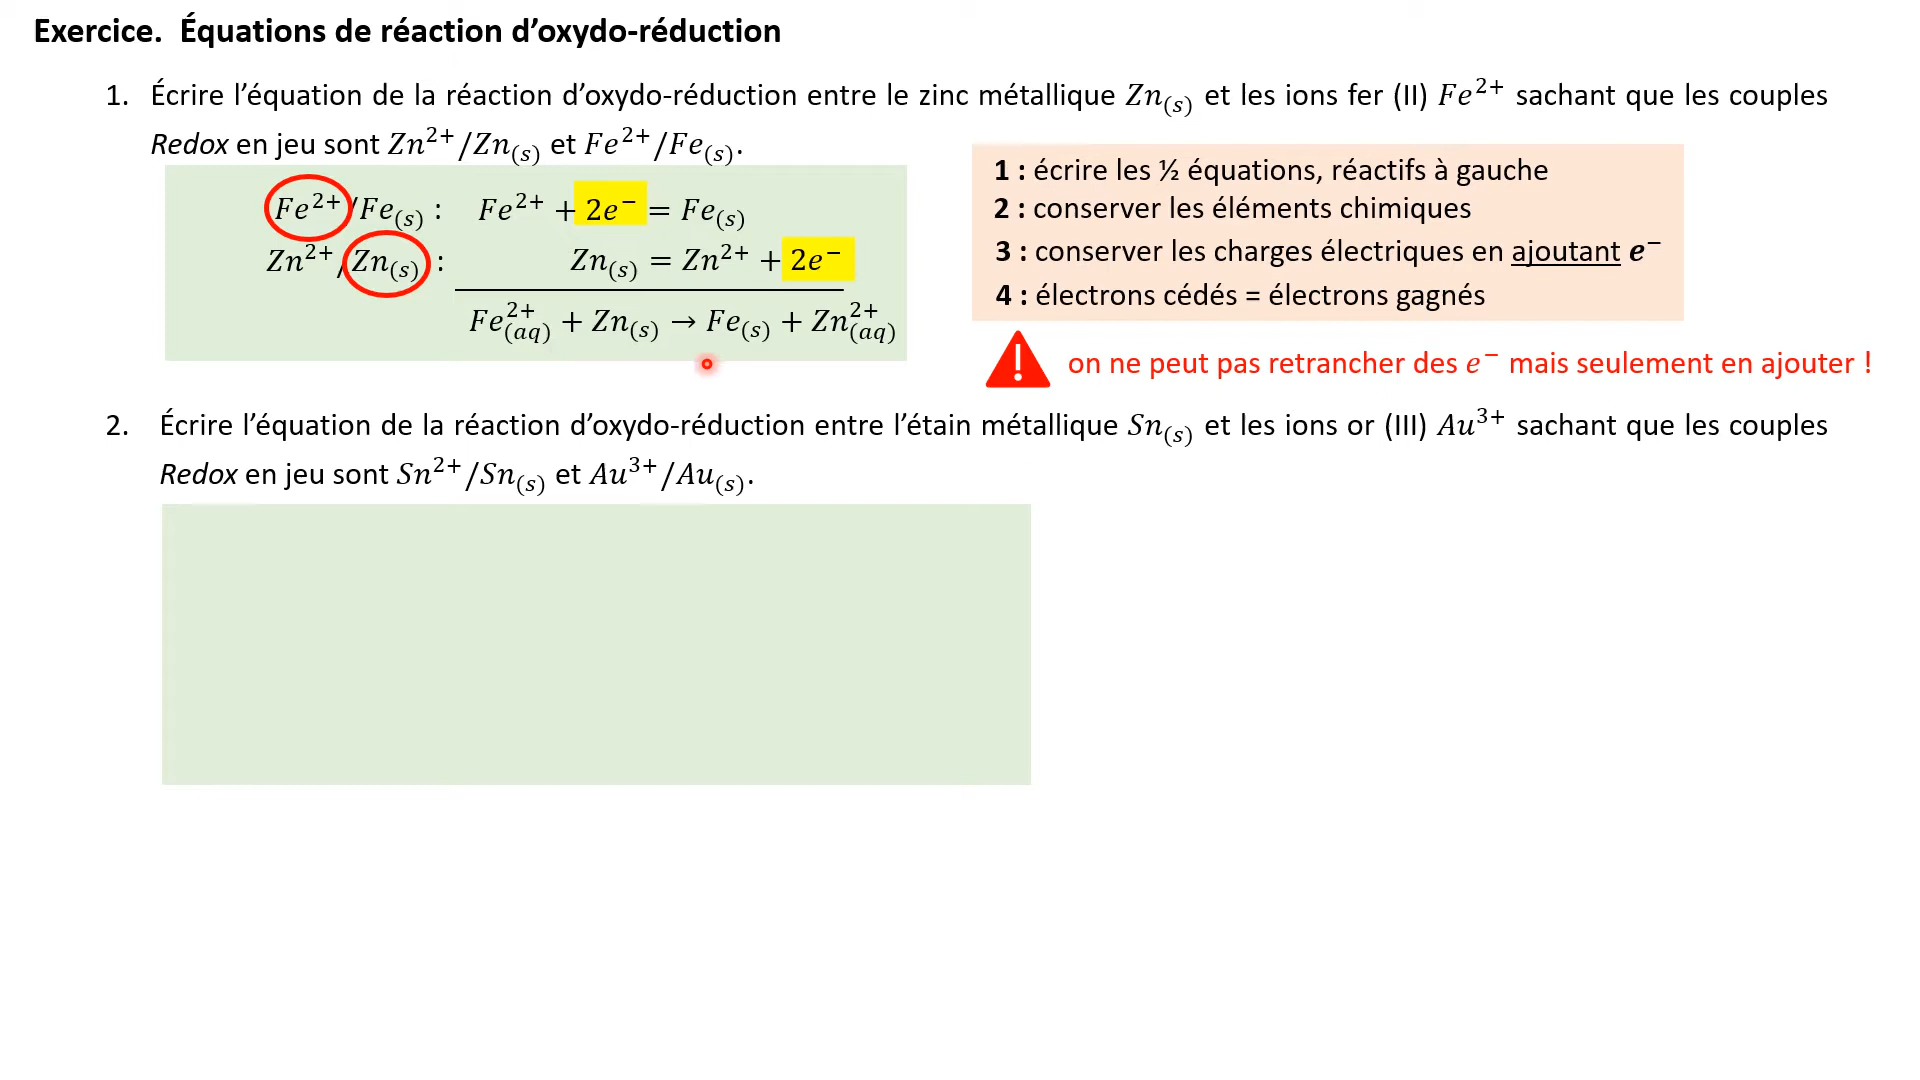 Exercice. Équations de réaction d'oxydo-réduction
1. Écrire l'équation de la réaction d'oxydo-réduction entre le zinc métallique Zn₍ₛ₎ et les ions fer (II) Fe²⁺ sachant que les couples
Redox en jeu sont Zn²⁺/Zn₍ₛ₎ et Fe²⁺/Fe₍ₛ₎.
Fe²⁺/Fe₍ₛ₎ : Fe²⁺ + 2e⁻ = Fe₍ₛ₎
Zn²⁺/Zn₍ₛ₎ : Zn₍ₛ₎ = Zn²⁺ + 2e⁻
Fe²⁺(aq) + Zn₍ₛ₎ → Fe₍ₛ₎ + Zn²⁺(aq)
1 : écrire les ½ équations, réactifs à gauche
2 : conserver les éléments chimiques
3 : conserver les charges électriques en ajoutant e⁻
4 : électrons cédés = électrons gagnés
on ne peut pas retrancher des e⁻ mais seulement en ajouter !
2. Écrire l'équation de la réaction d'oxydo-réduction entre l'étain métallique Sn₍ₛ₎ et les ions or (III) Au³⁺ sachant que les couples
Redox en jeu sont Sn²⁺/Sn₍ₛ₎ et Au³⁺/Au₍ₛ₎.